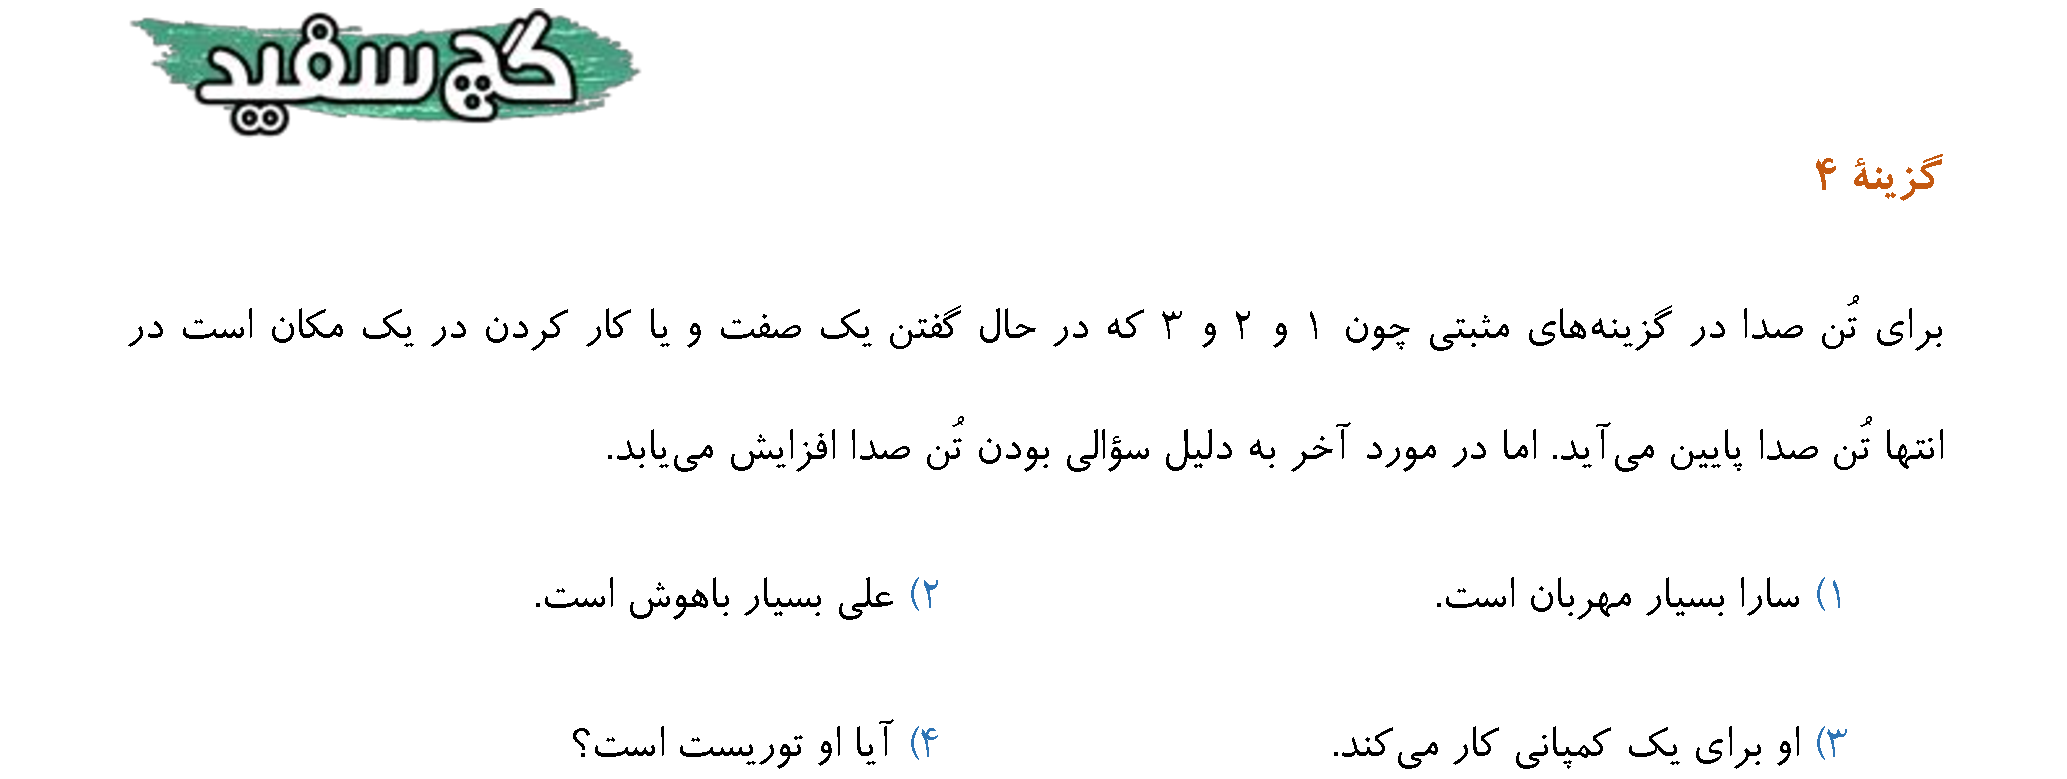 گچ سفید
گزینهٔ ۴
برای تُن صدا در گزینه‌های مثبتی چون ۱ و ۲ و ۳ که در حال گفتن یک صفت و یا کار کردن در یک مکان است در
انتها تُن صدا پایین می‌آید. اما در مورد آخر به دلیل سؤالی بودن تُن صدا افزایش می‌یابد.
۱) سارا بسیار مهربان است. ۲) علی بسیار باهوش است.
۳) او برای یک کمپانی کار می‌کند. ۴) آیا او توریست است؟